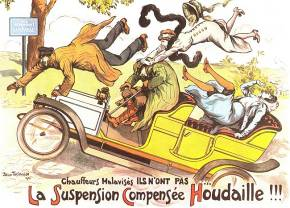 Chauffeurs Malavisés ILS N'ONT PAS ...
La Suspension Compensée Houdaille !!!